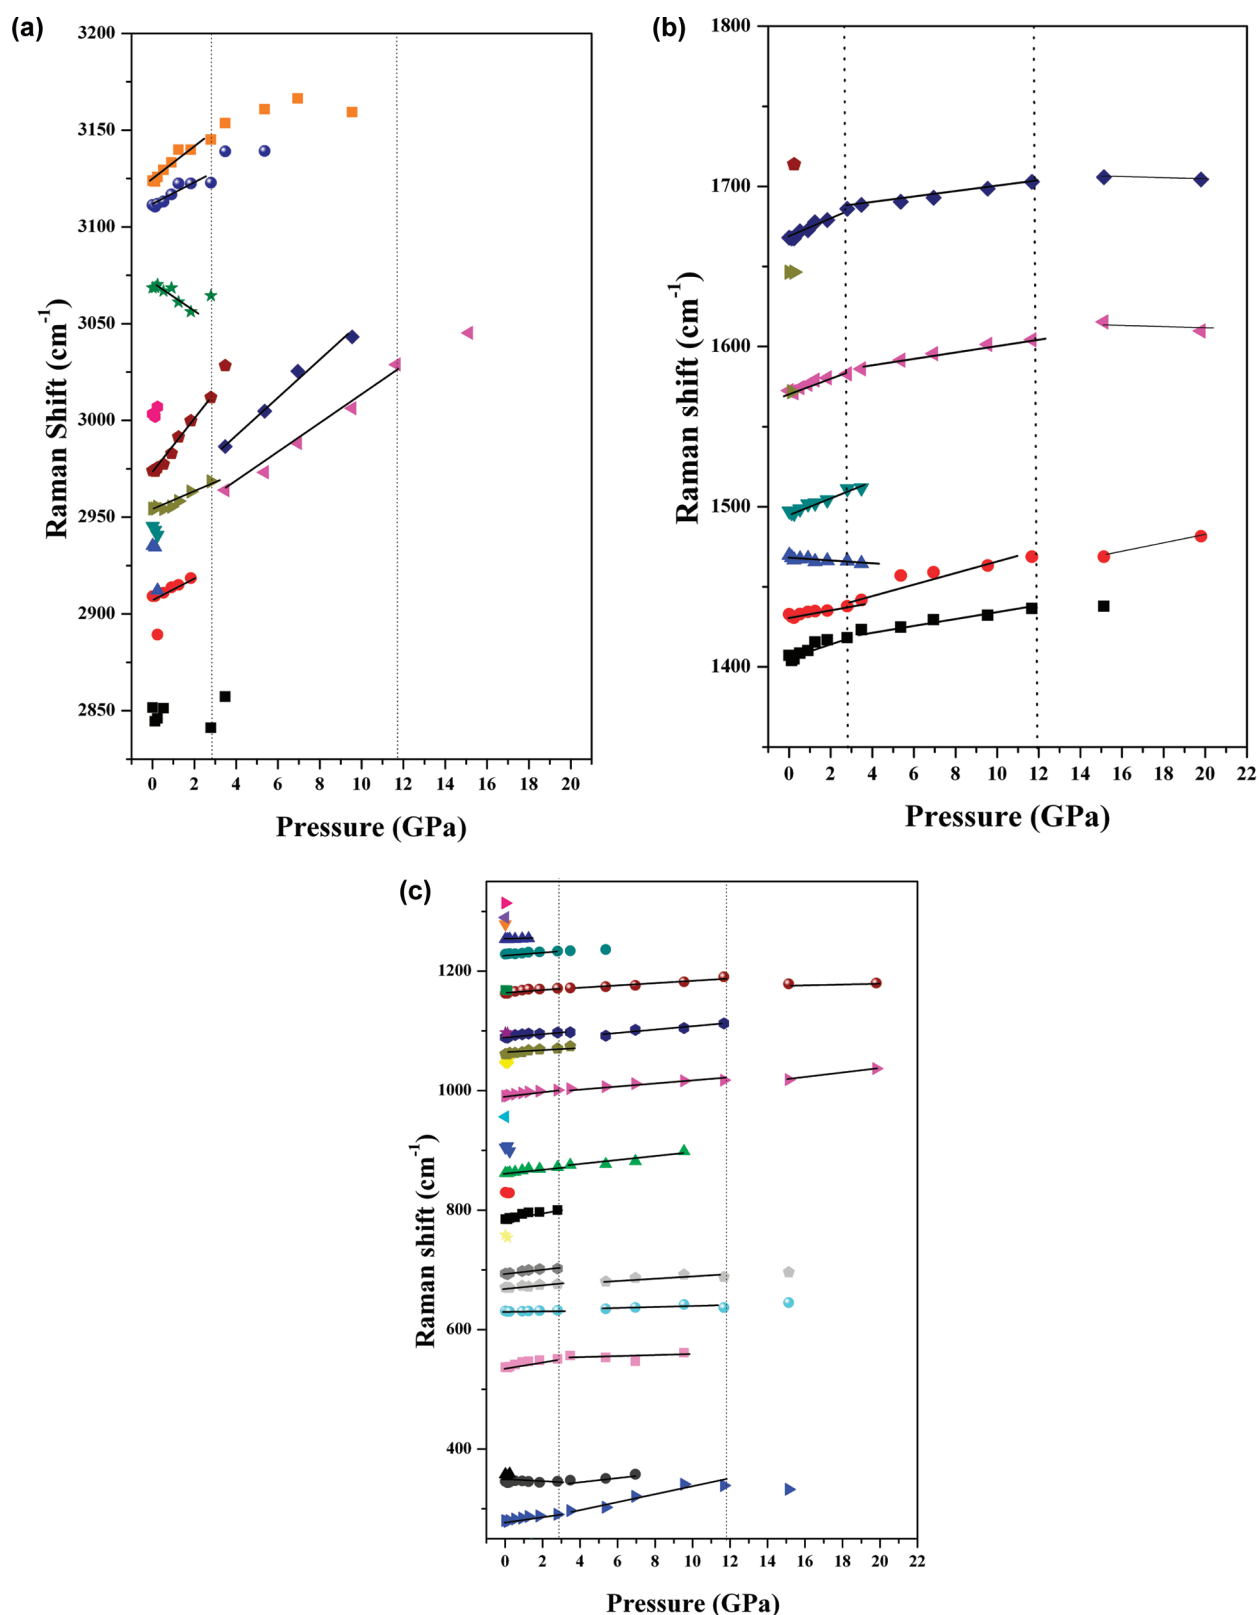 (a)
3200
3150
3100
3050
3000
2950
2900
2850
0 2 4 6 8 10 12 14 16 18 20
Raman Shift (cm-1)
Pressure (GPa)
(b)
1800
1700
1600
1500
1400
0 2 4 6 8 10 12 14 16 18 20 22
Raman shift (cm-1)
Pressure (GPa)
(c)
1200
1000
800
600
400
0 2 4 6 8 10 12 14 16 18 20 22
Raman shift (cm-1)
Pressure (GPa)